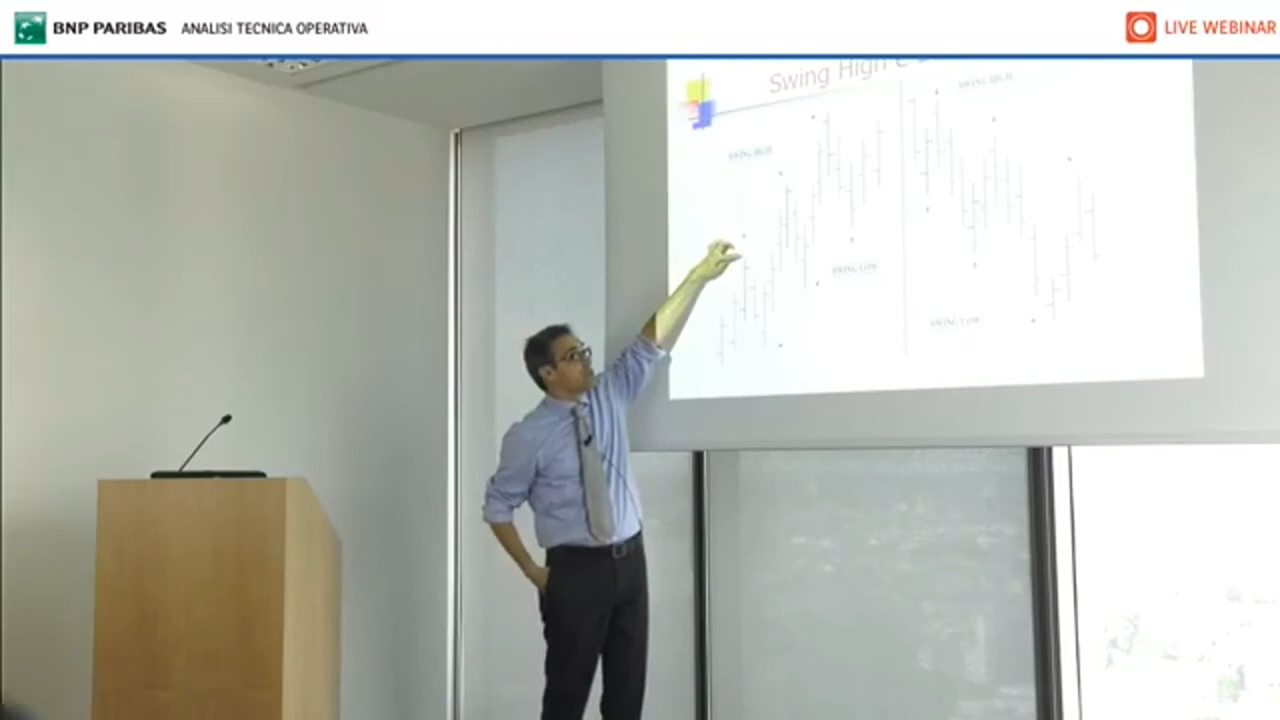 BNP PARIBAS ANALISI TECNICA OPERATIVA
LIVE WEBINAR
Swing High e
SWING HIGH
SWING HIGH
SWING LOW
SWING LOW